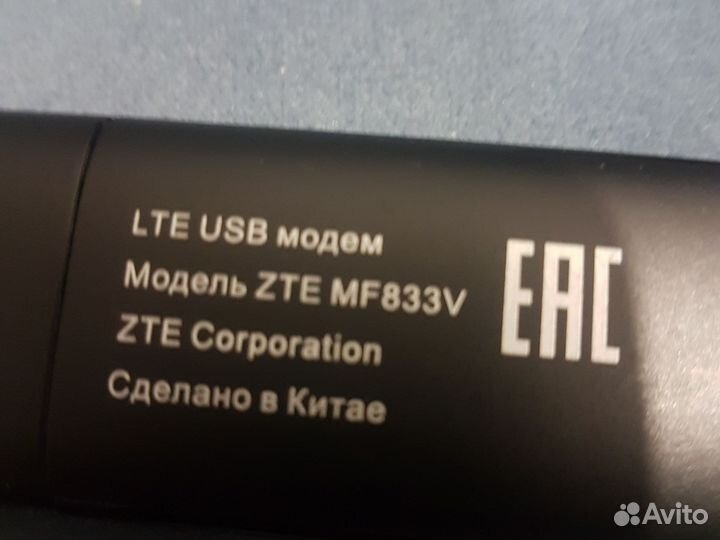 LTE USB модем
Модель ZTE MF833V
ZTE Corporation
Сделано в Китае
EAC
Avito